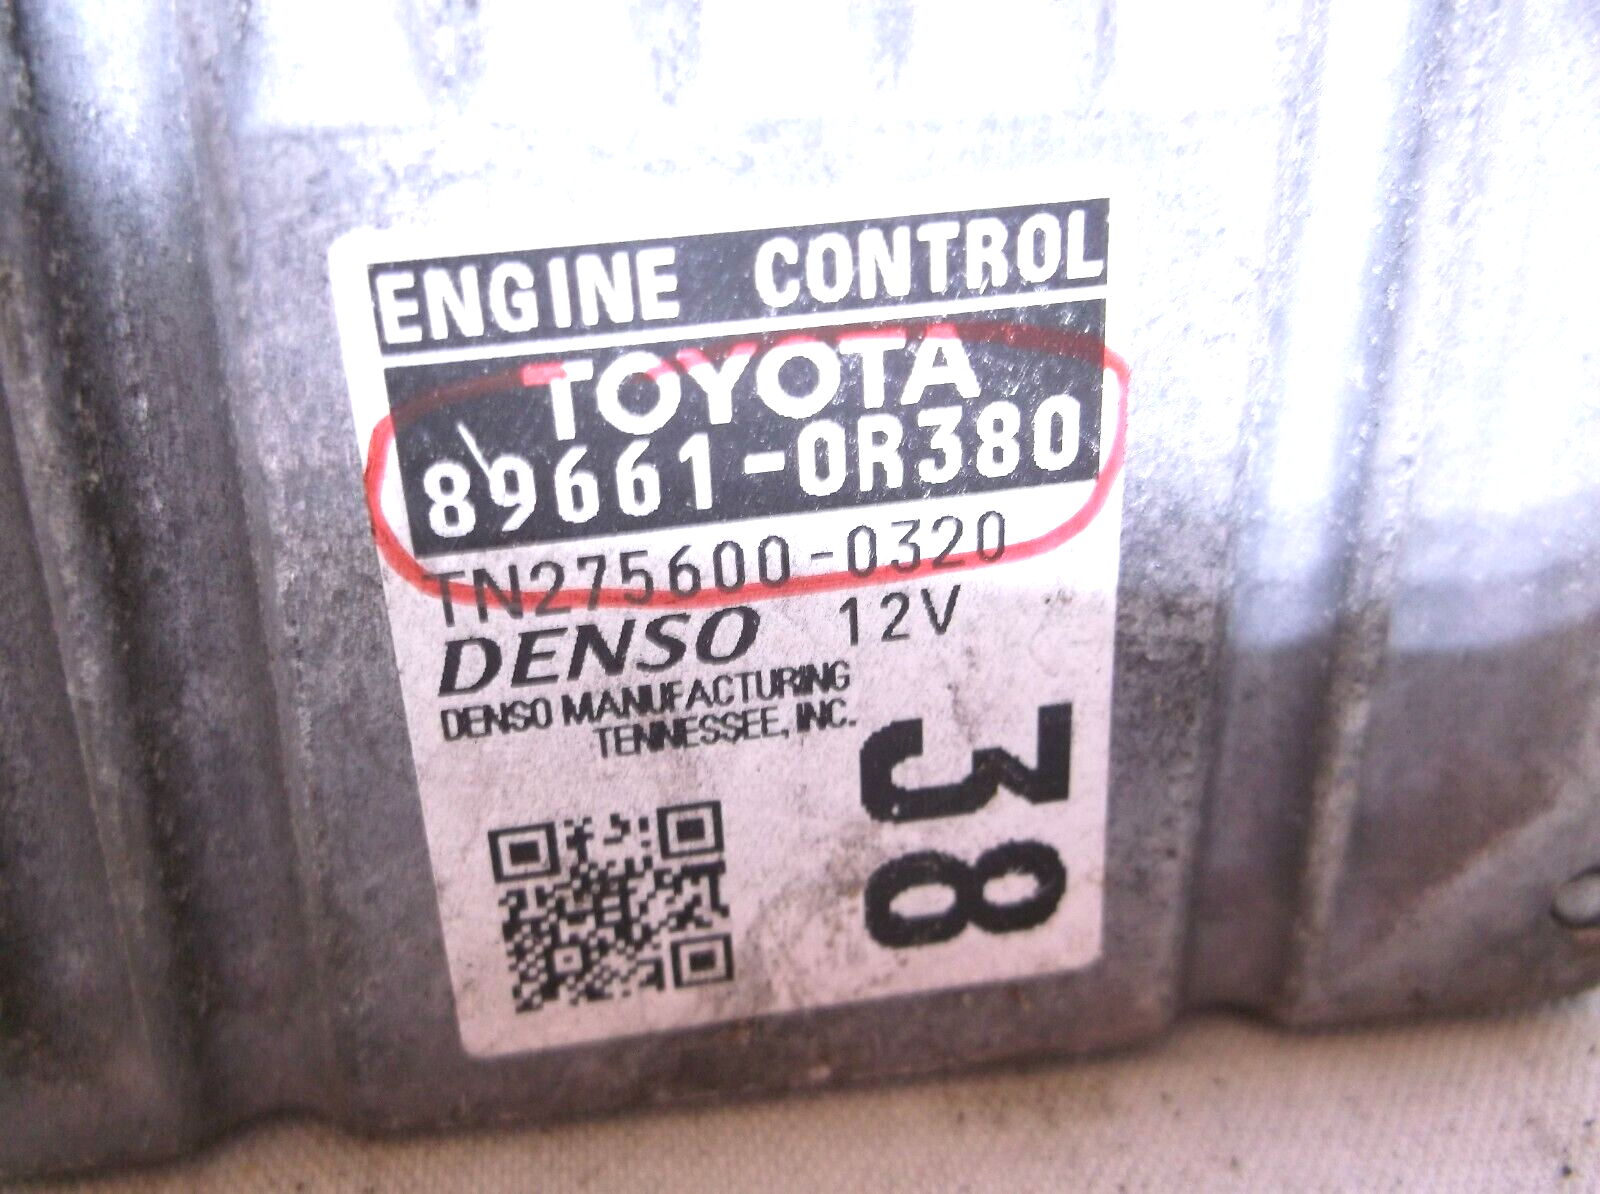 ENGINE CONTROL
TOYOTA
89661-0R380
TN275600-0320
DENSO 12V
DENSO MANUFACTURING
TENNESSEE, INC.
38